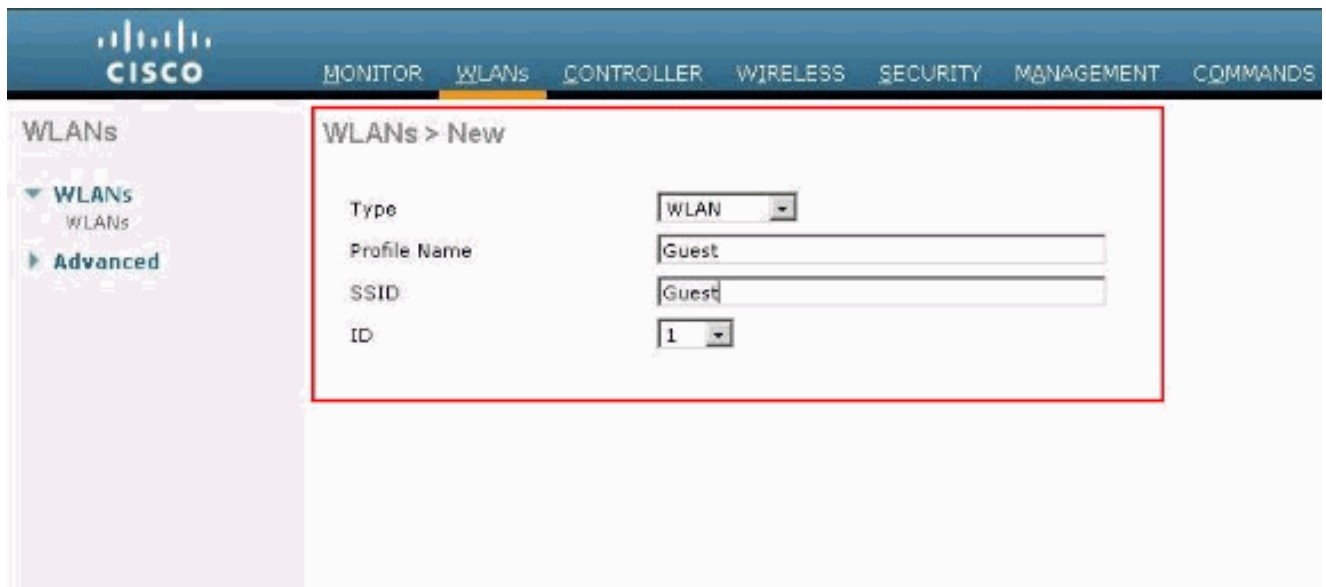 CISCO
MONITOR WLANs CONTROLLER WIRELESS SECURITY MANAGEMENT COMMANDS
WLANs
WLANs
WLANs
Advanced
WLANs > New
Type WLAN
Profile Name Guest
SSID Guest
ID 1